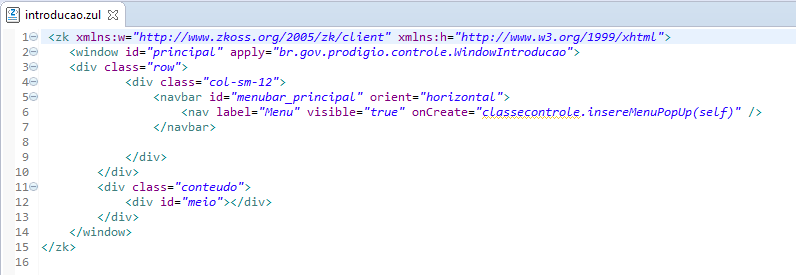 introducao.zul
1 <zk xmlns:w="http://www.zkoss.org/2005/zk/client" xmlns:h="http://www.w3.org/1999/xhtml">
2 <window id="principal" apply="br.gov.prodigio.controle.WindowIntroducao">
3 <div class="row">
4 <div class="col-sm-12">
5 <navbar id="menubar_principal" orient="horizontal">
6 <nav label="Menu" visible="true" onCreate="classecontrole.insereMenuPopUp(self)" />
7 </navbar>
8
9 </div>
10 </div>
11 <div class="conteudo">
12 <div id="meio"></div>
13 </div>
14 </window>
15 </zk>
16